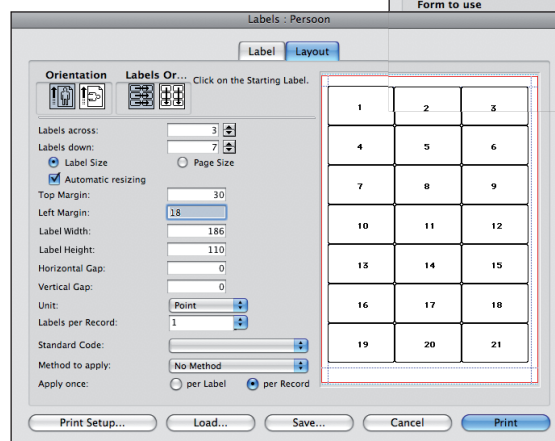 Form to use
Labels : Persoon
Label Layout
Orientation Labels Or... Click on the Starting Label.
Labels across: 3
Labels down: 7
Label Size Page Size
Automatic resizing
Top Margin: 30
Left Margin: 18
Label Width: 186
Label Height: 110
Horizontal Gap: 0
Vertical Gap: 0
Unit: Point
Labels per Record: 1
Standard Code:
Method to apply: No Method
Apply once: per Label per Record
1 2 3
4 5 6
7 8 9
10 11 12
13 14 15
16 17 18
19 20 21
Print Setup... Load... Save... Cancel Print